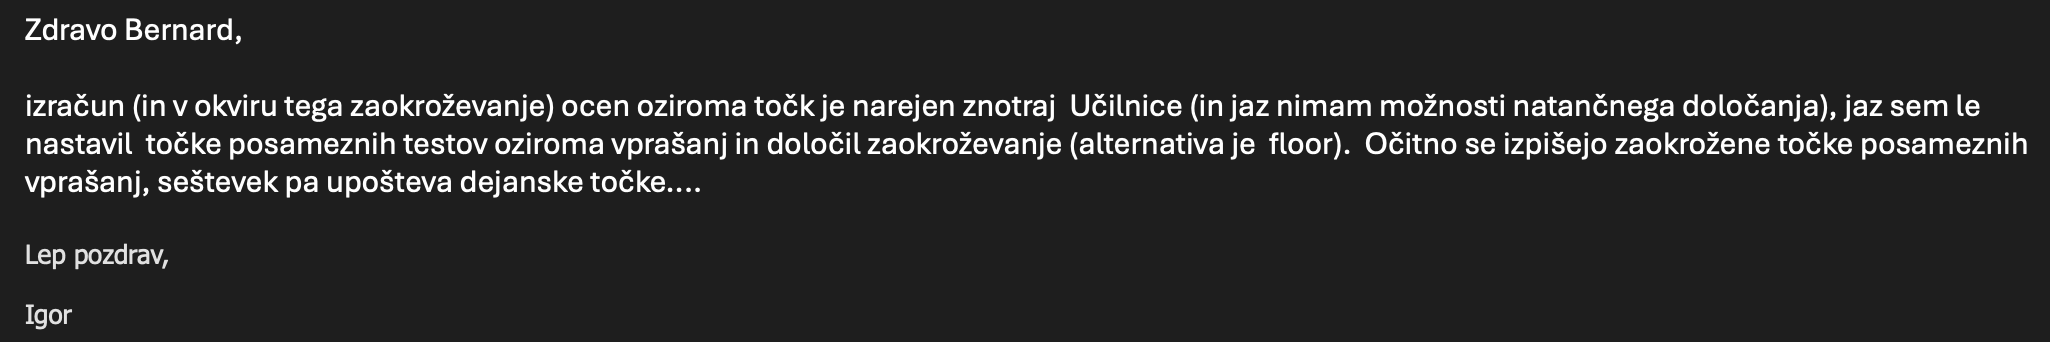 Zdravo Bernard,
izračun (in v okviru tega zaokroževanje) ocen oziroma točk je narejen znotraj  Učilnice (in jaz nimam možnosti natančnega določanja), jaz sem le
nastavil  točke posameznih testov oziroma vprašanj in določil zaokroževanje (alternativa je  floor).  Očitno se izpišejo zaokrožene točke posameznih
vprašanj, seštevek pa upošteva dejanske točke....
Lep pozdrav,
Igor